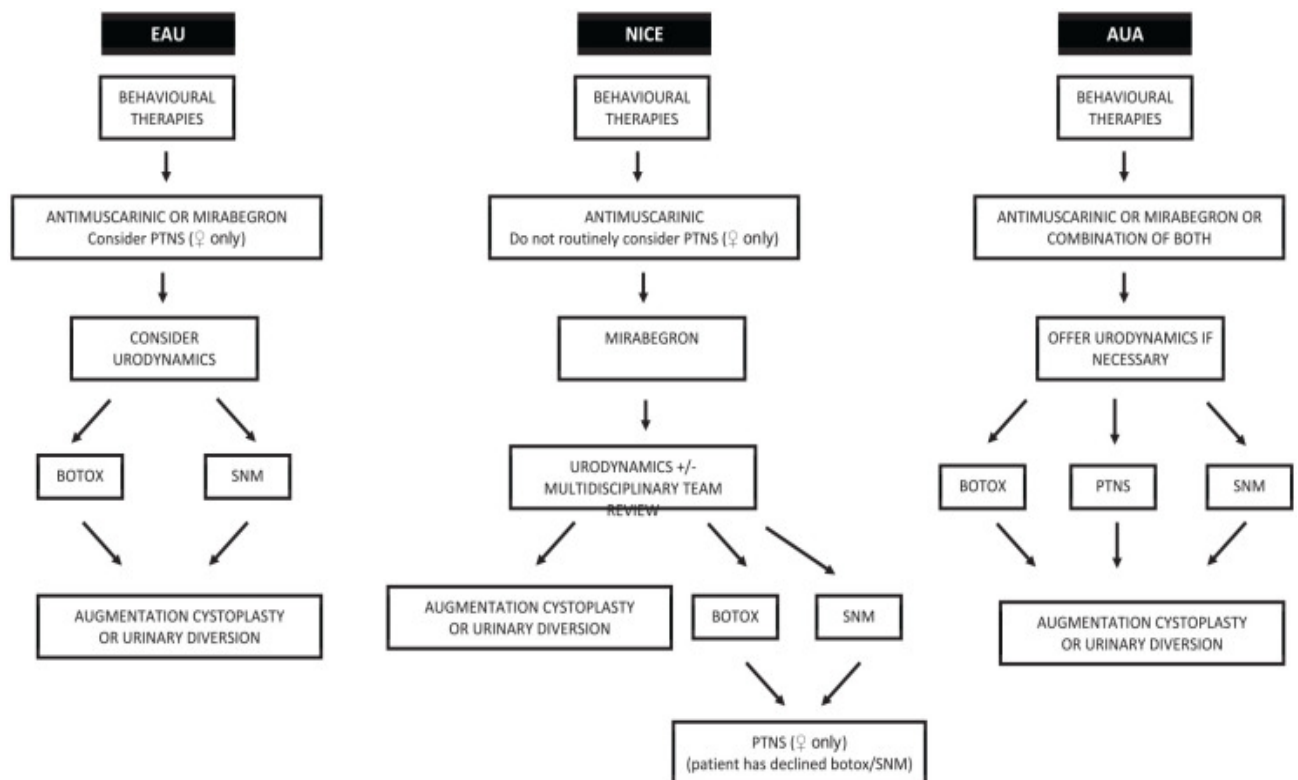 EAU
BEHAVIOURAL
THERAPIES
ANTIMUSCARINIC OR MIRABEGRON
Consider PTNS (♀ only)
CONSIDER
URODYNAMICS
BOTOX
SNM
AUGMENTATION CYSTOPLASTY
OR URINARY DIVERSION
NICE
BEHAVIOURAL
THERAPIES
ANTIMUSCARINIC
Do not routinely consider PTNS (♀ only)
MIRABEGRON
URODYNAMICS +/-
MULTIDISCIPLINARY TEAM
REVIEW
AUGMENTATION CYSTOPLASTY
OR URINARY DIVERSION
BOTOX
SNM
PTNS (♀ only)
(patient has declined botox/SNM)
AUA
BEHAVIOURAL
THERAPIES
ANTIMUSCARINIC OR MIRABEGRON OR
COMBINATION OF BOTH
OFFER URODYNAMICS IF
NECESSARY
BOTOX
PTNS
SNM
AUGMENTATION CYSTOPLASTY
OR URINARY DIVERSION